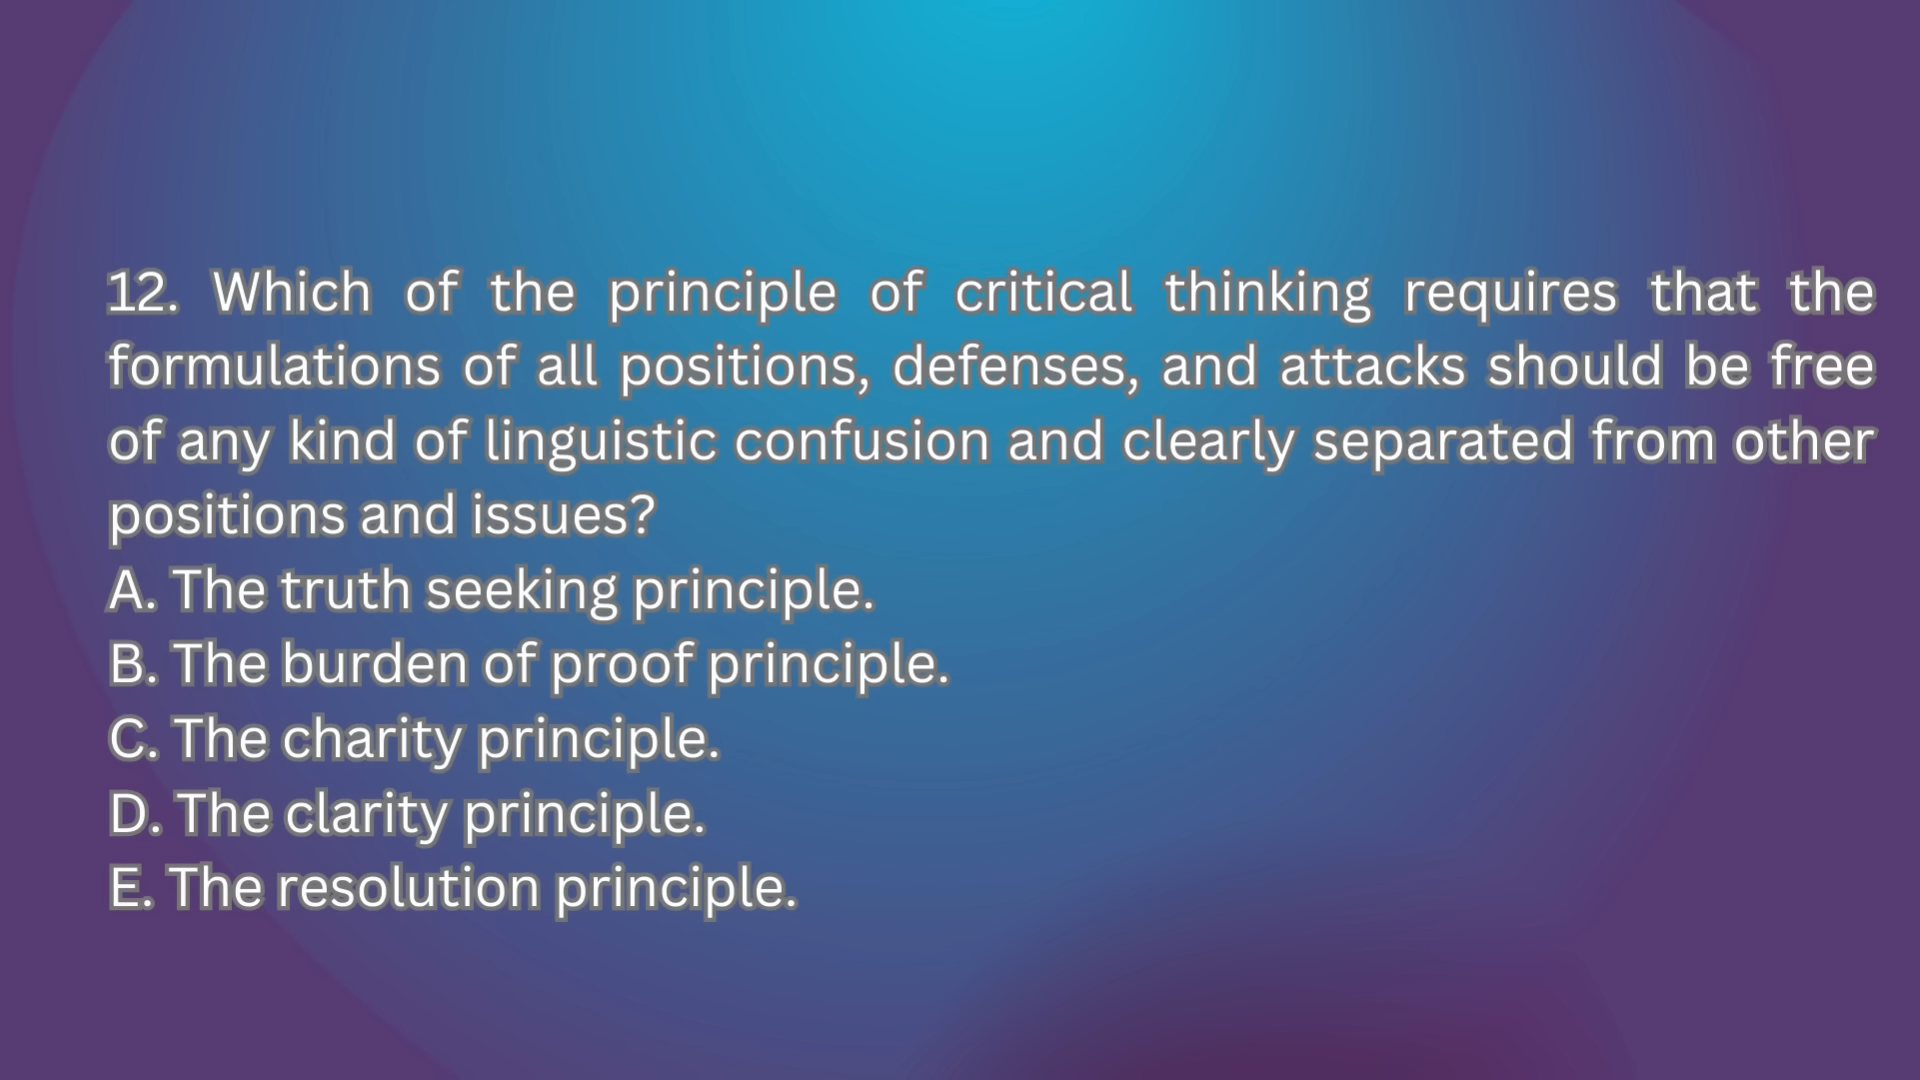 12. Which of the principle of critical thinking requires that the
formulations of all positions, defenses, and attacks should be free
of any kind of linguistic confusion and clearly separated from other
positions and issues?
A. The truth seeking principle.
B. The burden of proof principle.
C. The charity principle.
D. The clarity principle.
E. The resolution principle.